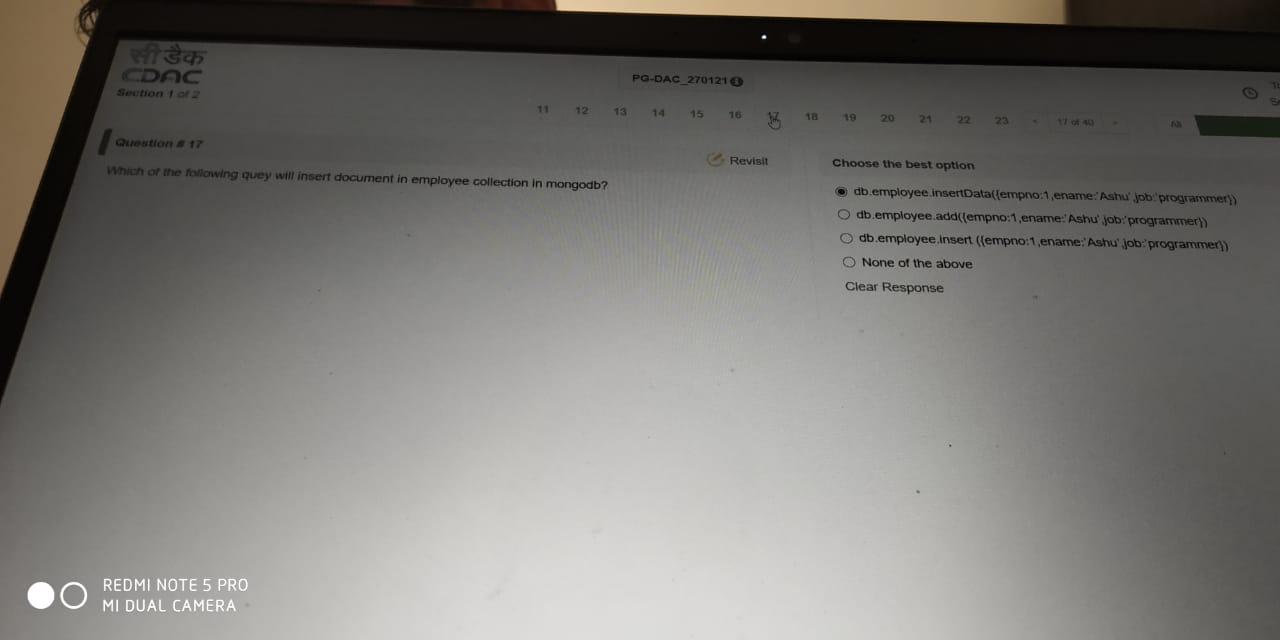 सी डैक
CDAC
Section 1 of 2
PG-DAC_270121
11 12 13 14 15 16 17 18 19 20 21 22 23 < 17 of 40 > All
Question # 17
Revisit
Which of the following quey will insert document in employee collection in mongodb?
Choose the best option
db.employee.insertData({empno:1,ename:'Ashu',job:'programmer})
db.employee.add({empno:1,ename:'Ashu',job:'programmer})
db.employee.insert ({empno:1,ename:'Ashu',job:'programmer})
None of the above
Clear Response
REDMI NOTE 5 PRO
MI DUAL CAMERA